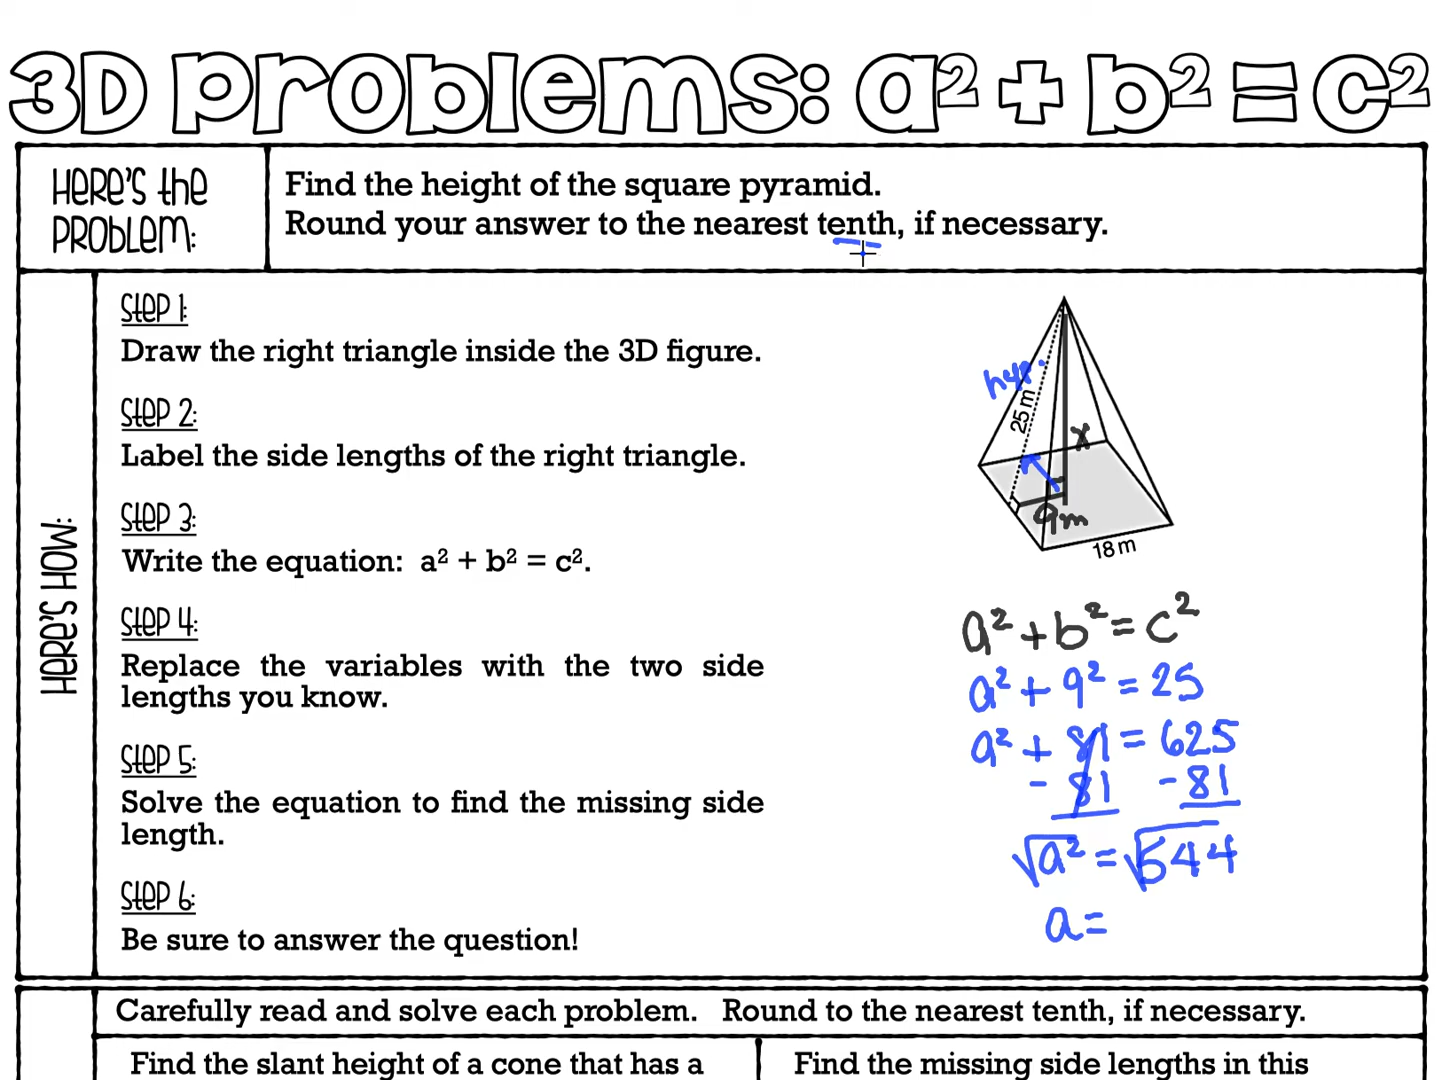 3D problems: a² + b² = c²
Here's the
Problem:
Find the height of the square pyramid.
Round your answer to the nearest tenth, if necessary.
Here's How:
Step 1:
Draw the right triangle inside the 3D figure.
Step 2:
Label the side lengths of the right triangle.
Step 3:
Write the equation: a² + b² = c².
Step 4:
Replace the variables with the two side
lengths you know.
Step 5:
Solve the equation to find the missing side
length.
Step 6:
Be sure to answer the question!
hyp.
25 m
x
9m
18 m
a² + b² = c²
a² + 9² = 25
a² + 81 = 625
- 81 - 81
√a² = √544
a =
Carefully read and solve each problem. Round to the nearest tenth, if necessary.
Find the slant height of a cone that has a
Find the missing side lengths in this